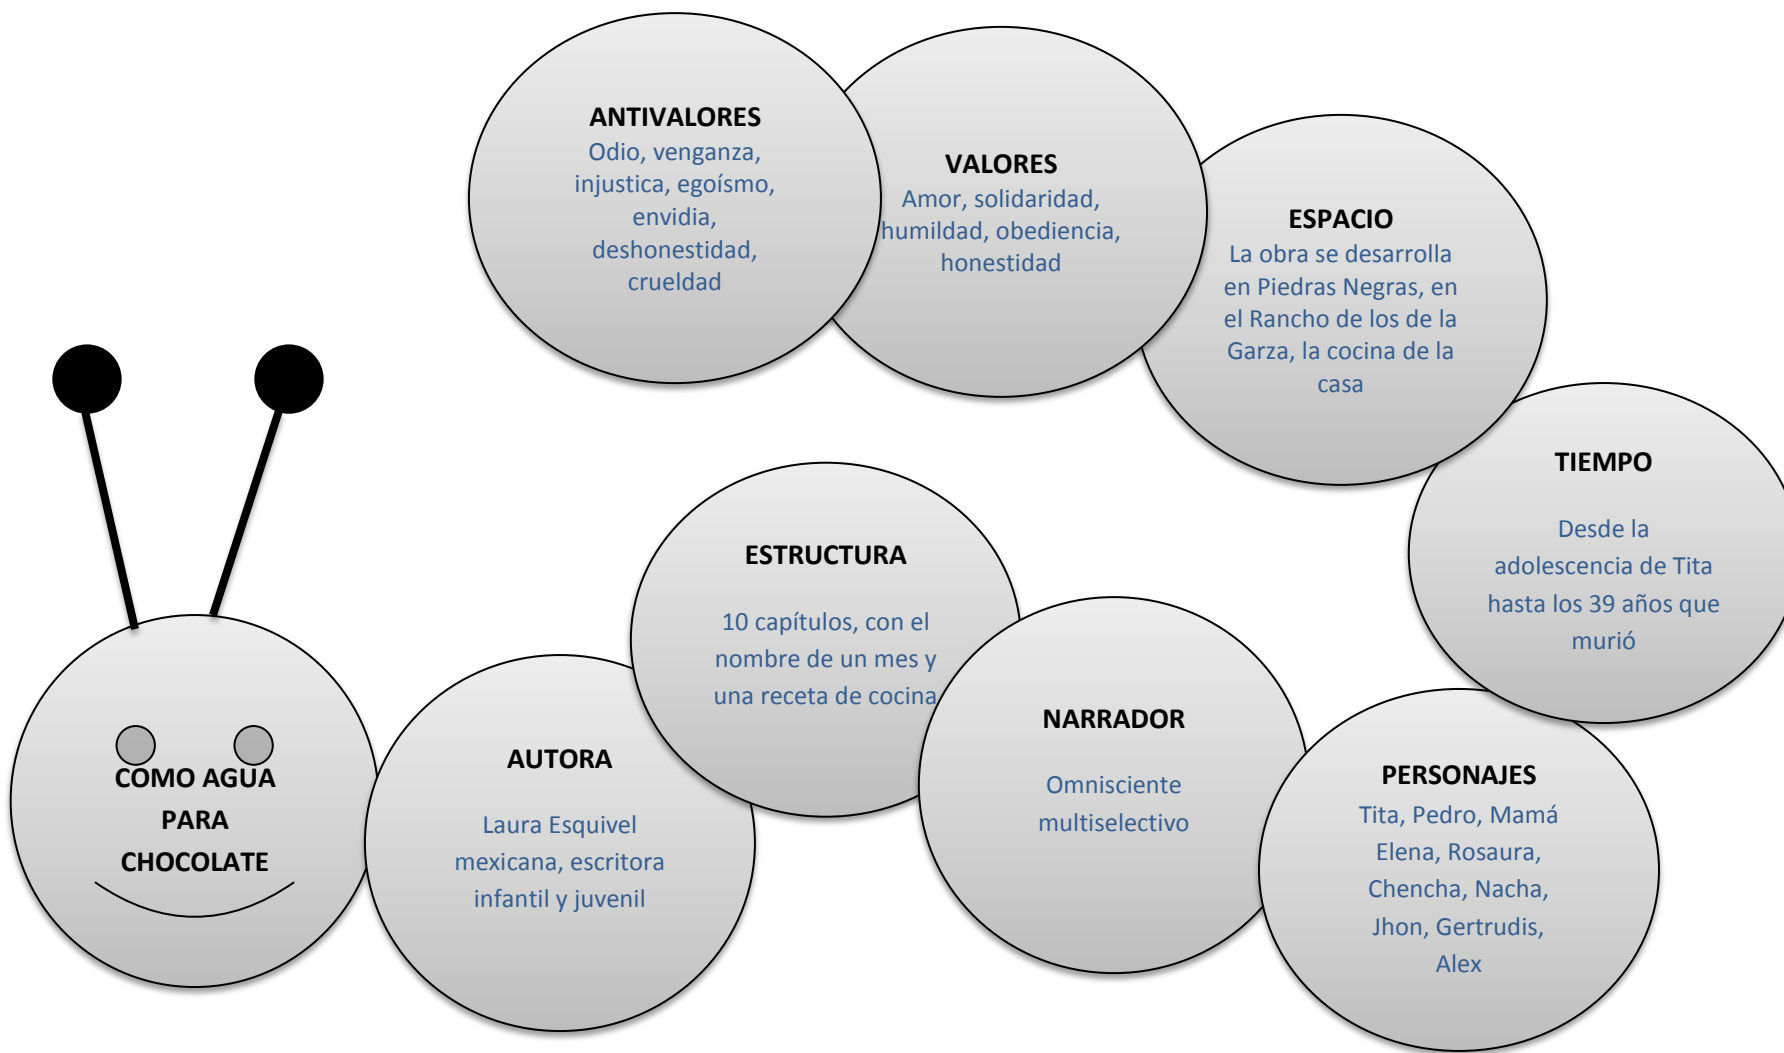 COMO AGUA
PARA
CHOCOLATE
AUTORA
Laura Esquivel
mexicana, escritora
infantil y juvenil
ESTRUCTURA
10 capítulos, con el
nombre de un mes y
una receta de cocina
NARRADOR
Omnisciente
multiselectivo
PERSONAJES
Tita, Pedro, Mamá
Elena, Rosaura,
Chencha, Nacha,
Jhon, Gertrudis,
Alex
TIEMPO
Desde la
adolescencia de Tita
hasta los 39 años que
murió
ESPACIO
La obra se desarrolla
en Piedras Negras, en
el Rancho de los de la
Garza, la cocina de la
casa
VALORES
Amor, solidaridad,
humildad, obediencia,
honestidad
ANTIVALORES
Odio, venganza,
injustica, egoísmo,
envidia,
deshonestidad,
crueldad